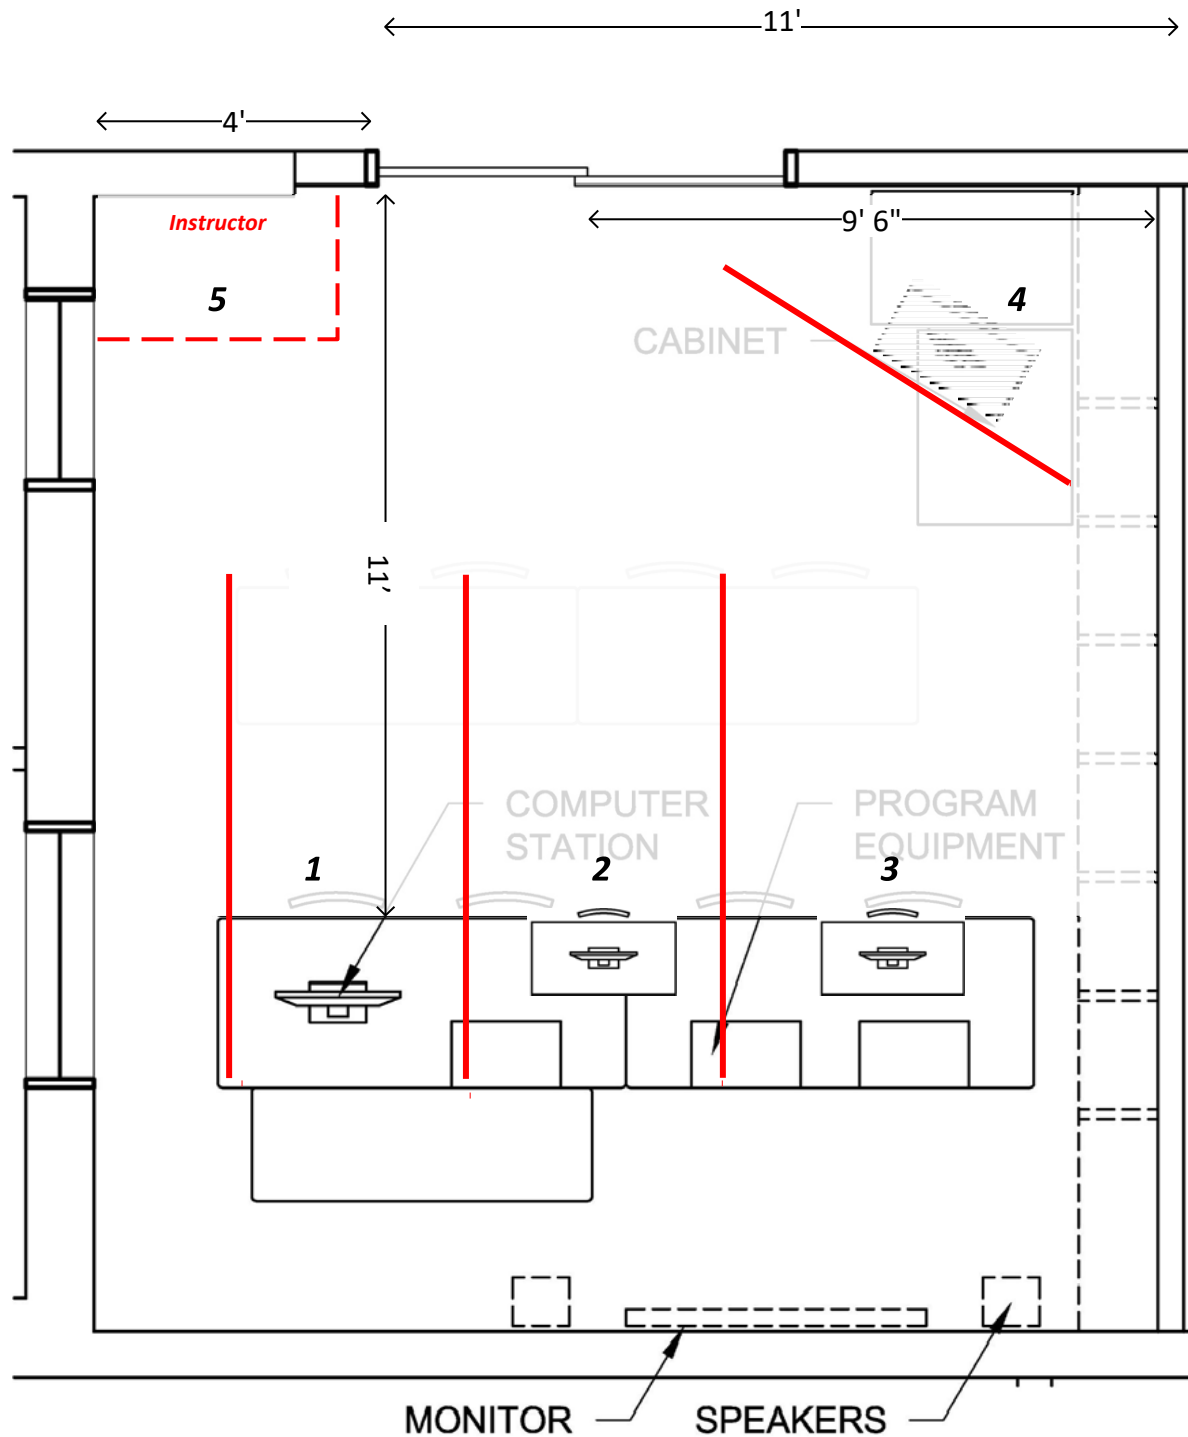 11'
4'
9' 6"
Instructor
5
4
CABINET
11'
COMPUTER
STATION
PROGRAM
EQUIPMENT
1
2
3
MONITOR
SPEAKERS